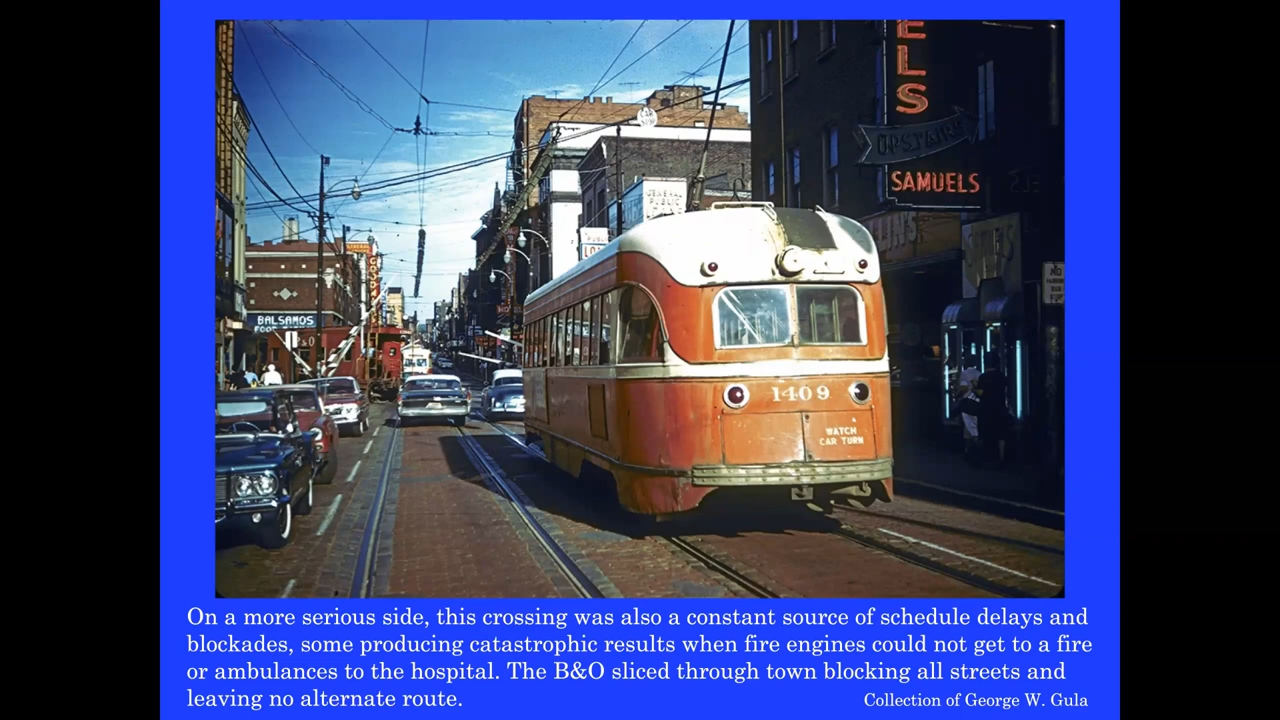 ELS
UPSTAIRS
SAMUELS
GENERAL
PUBLIC
BALSAMOS
1409
WATCH
CAR TURN
NO
On a more serious side, this crossing was also a constant source of schedule delays and
blockades, some producing catastrophic results when fire engines could not get to a fire
or ambulances to the hospital. The B&O sliced through town blocking all streets and
leaving no alternate route.
Collection of George W. Gula